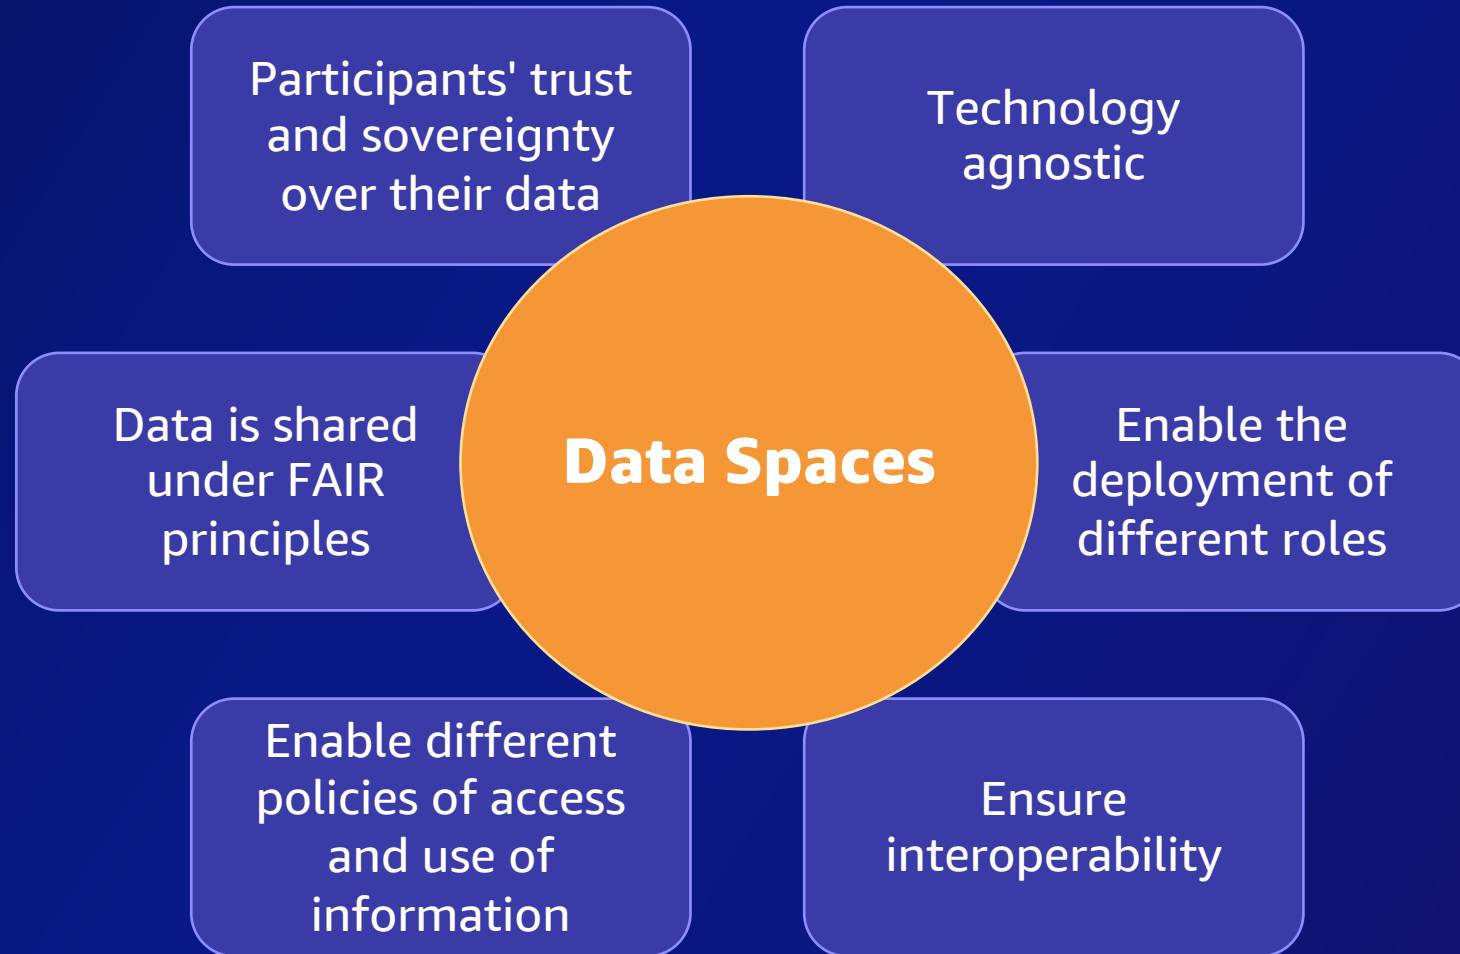 Participants' trust
and sovereignty
over their data
Technology
agnostic
Data is shared
under FAIR
principles
Data Spaces
Enable the
deployment of
different roles
Enable different
policies of access
and use of
information
Ensure
interoperability